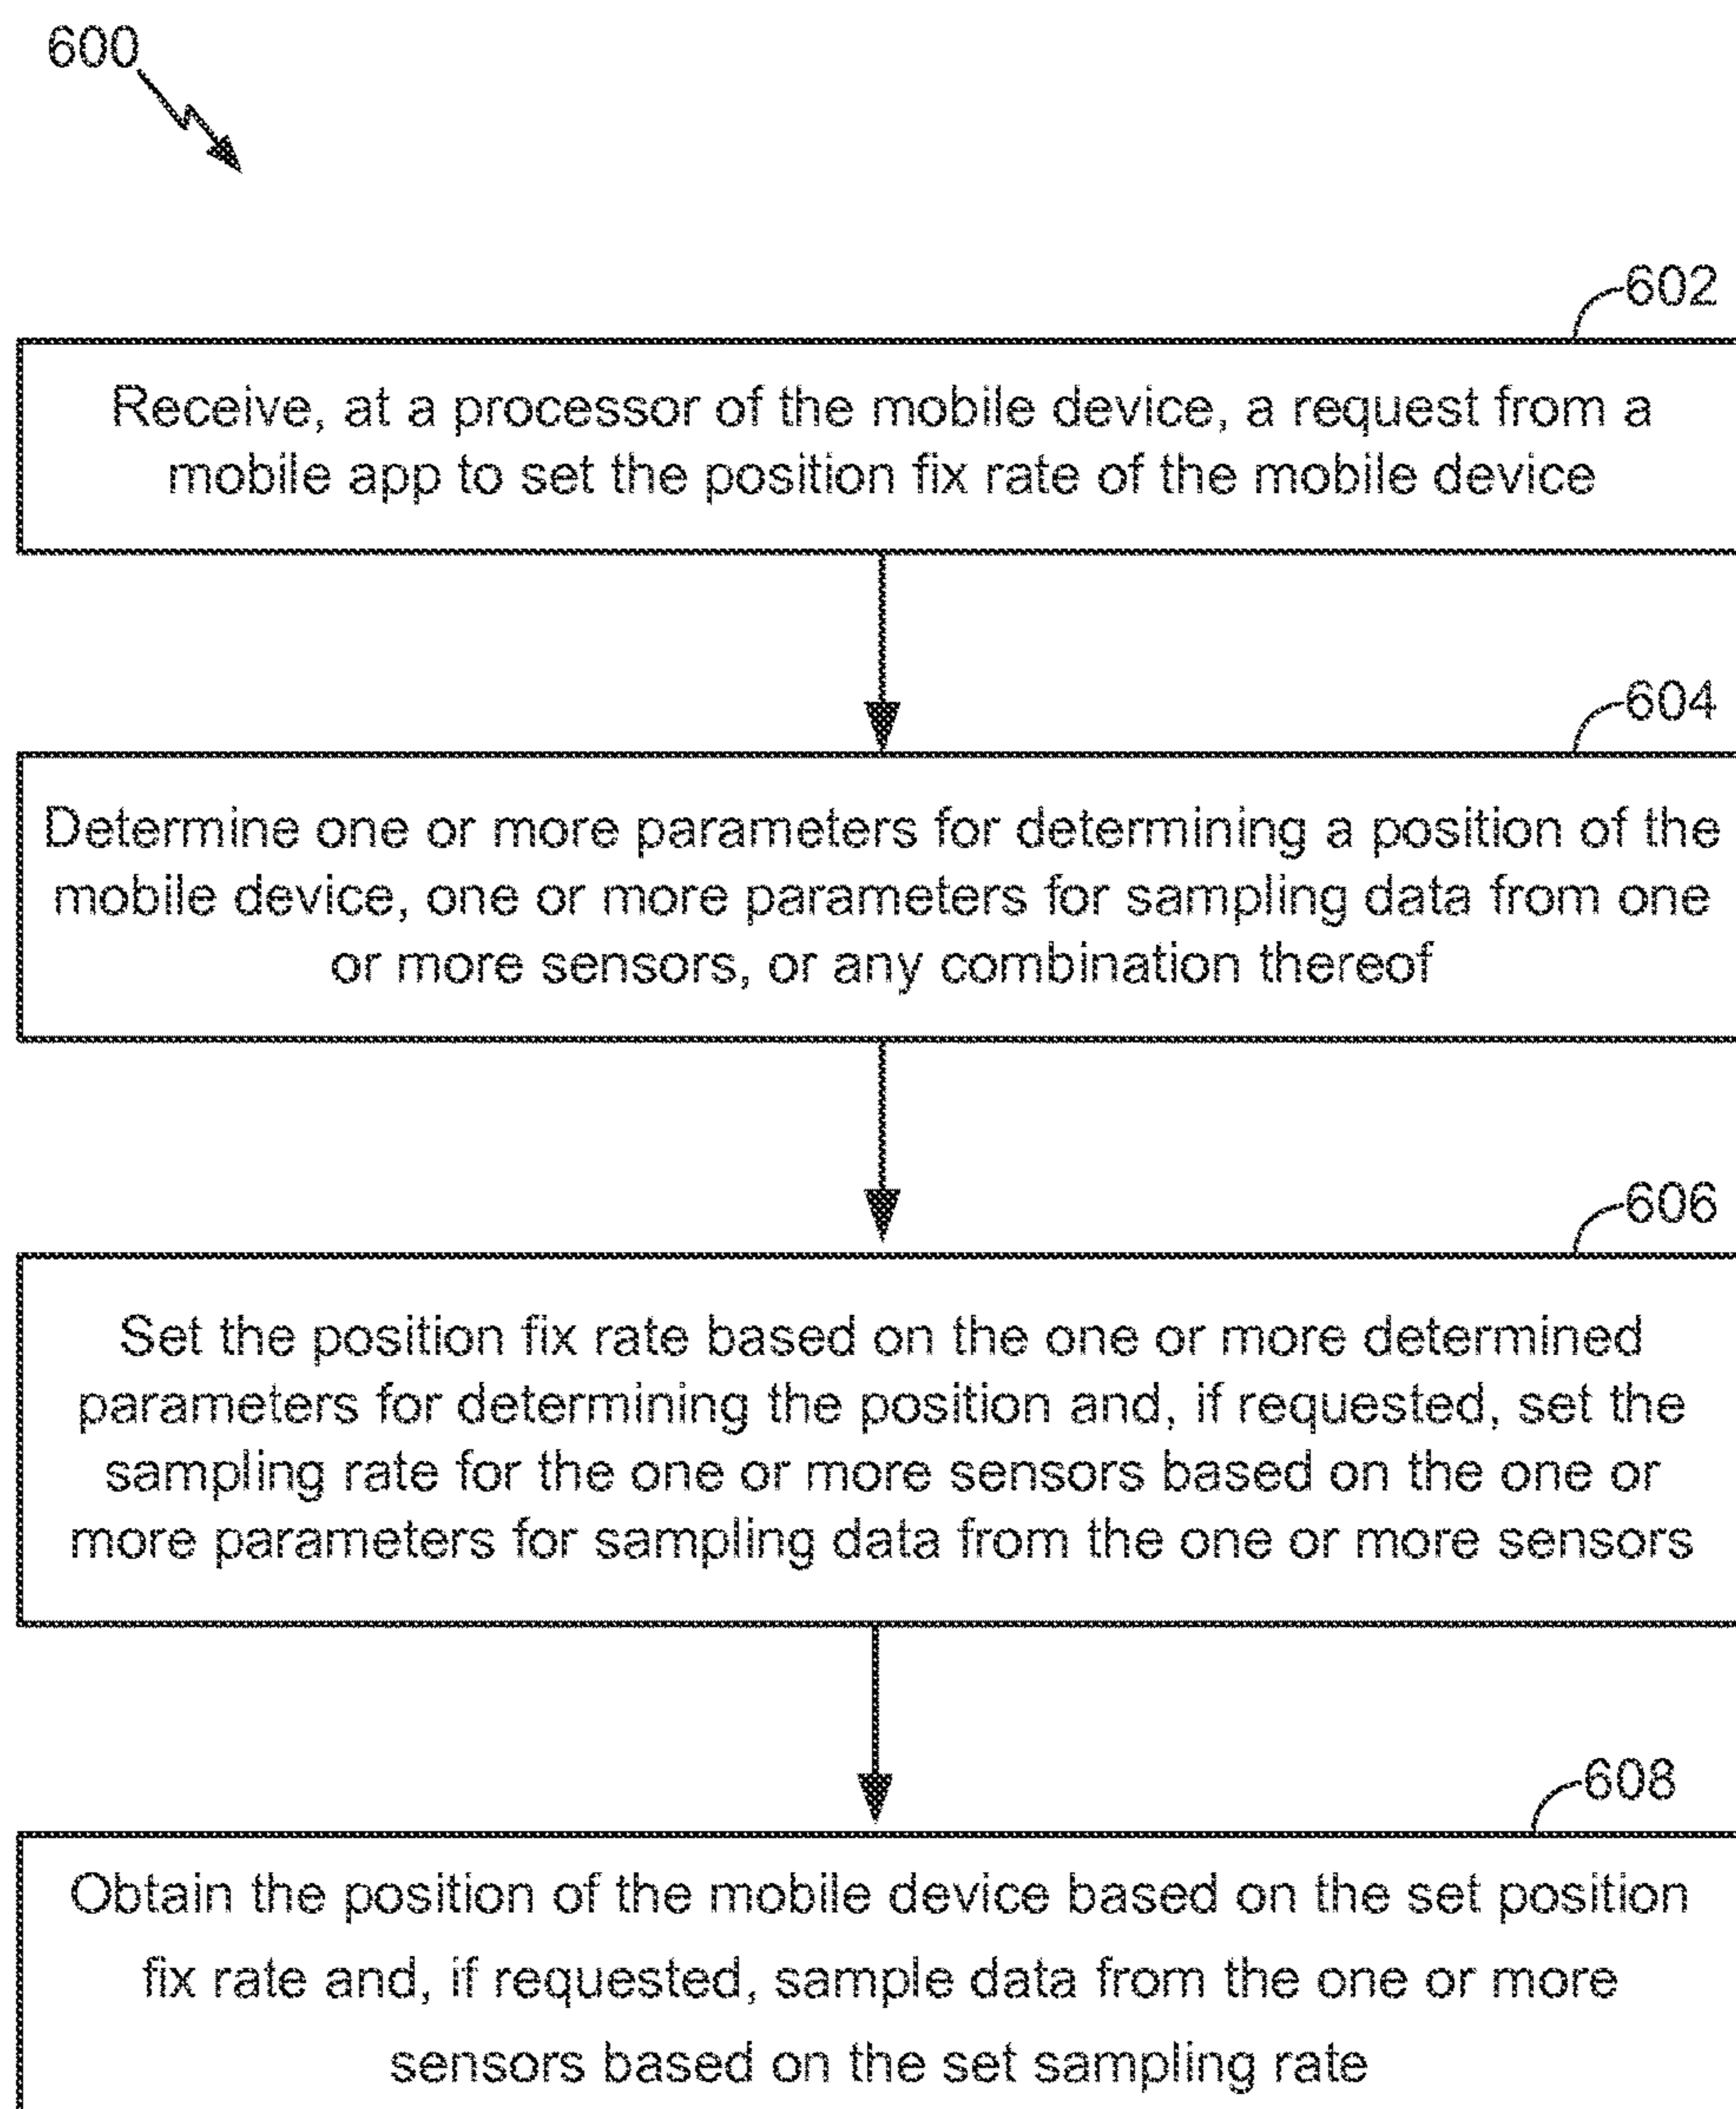 600
602
Receive, at a processor of the mobile device, a request from a
mobile app to set the position fix rate of the mobile device
604
Determine one or more parameters for determining a position of the
mobile device, one or more parameters for sampling data from one
or more sensors, or any combination thereof
606
Set the position fix rate based on the one or more determined
parameters for determining the position and, if requested, set the
sampling rate for the one or more sensors based on the one or
more parameters for sampling data from the one or more sensors
608
Obtain the position of the mobile device based on the set position
fix rate and, if requested, sample data from the one or more
sensors based on the set sampling rate